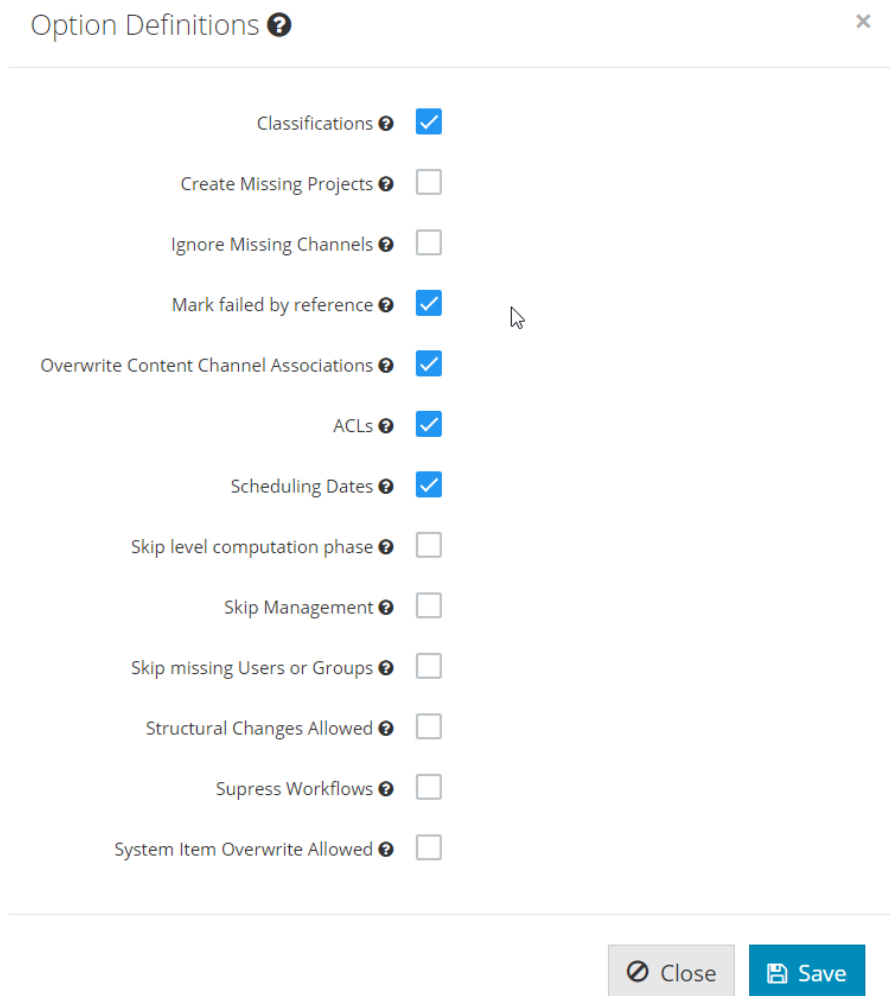 Option Definitions
Classifications
Create Missing Projects
Ignore Missing Channels
Mark failed by reference
Overwrite Content Channel Associations
ACLs
Scheduling Dates
Skip level computation phase
Skip Management
Skip missing Users or Groups
Structural Changes Allowed
Supress Workflows
System Item Overwrite Allowed
Close Save